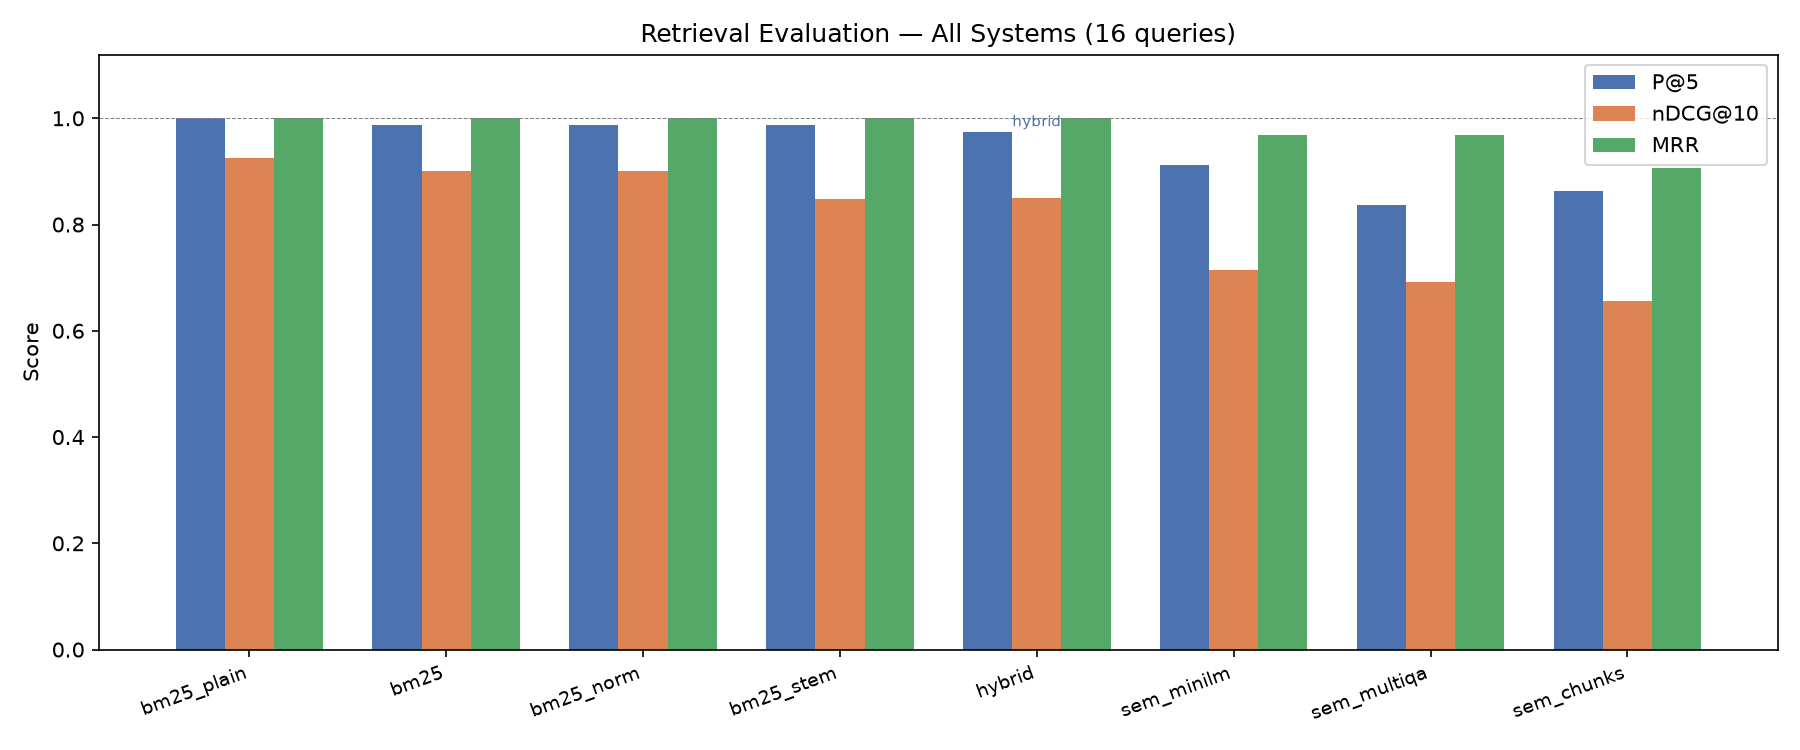 Retrieval Evaluation — All Systems (16 queries)
P@5
nDCG@10
MRR
hybrid
Score
1.0
0.8
0.6
0.4
0.2
0.0
bm25_plain
bm25
bm25_norm
bm25_stem
hybrid
sem_minilm
sem_multiqa
sem_chunks